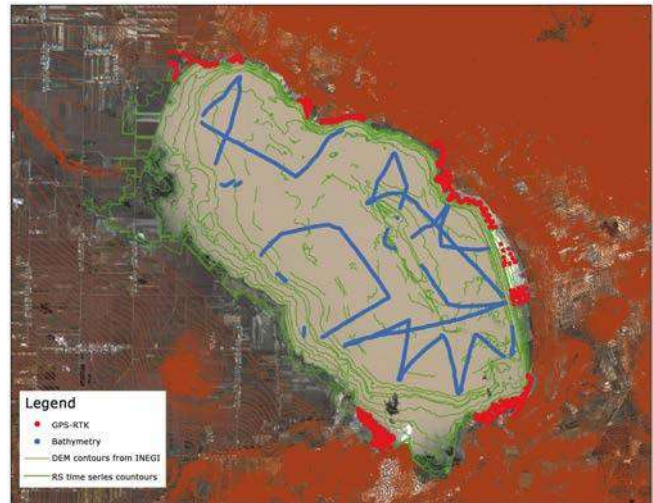 Legend
GPS-RTK
Bathymetry
DEM contours from INEGI
RS time series countours